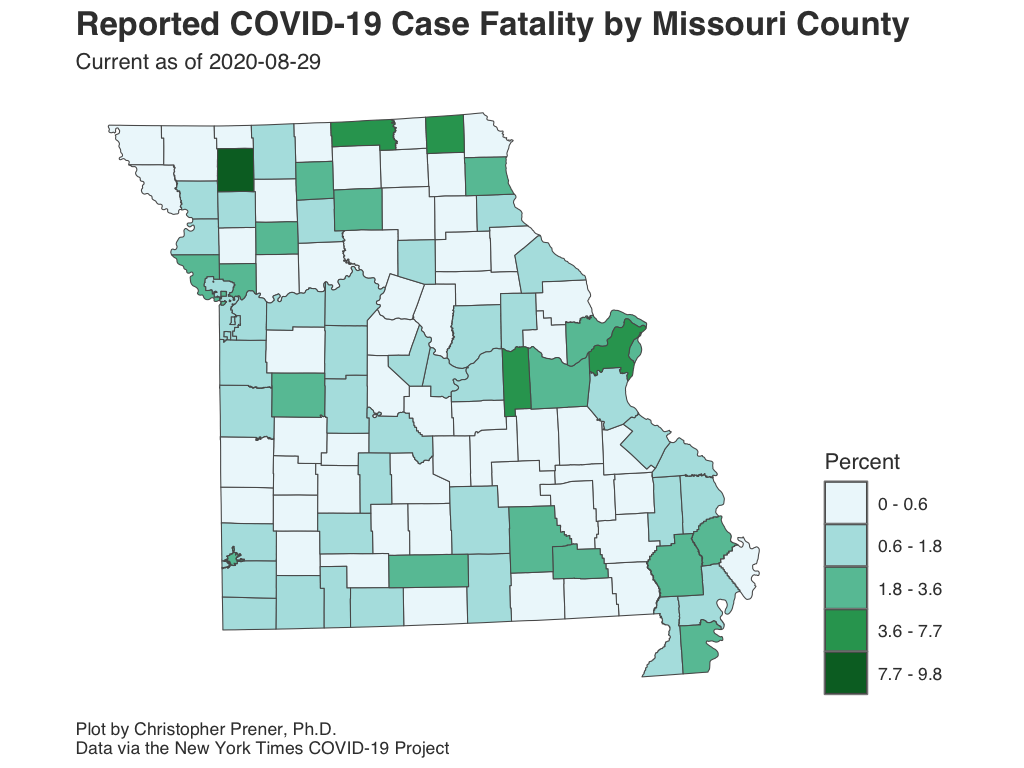 Reported COVID-19 Case Fatality by Missouri County
Current as of 2020-08-29
Percent
0 - 0.6
0.6 - 1.8
1.8 - 3.6
3.6 - 7.7
7.7 - 9.8
Plot by Christopher Prener, Ph.D.
Data via the New York Times COVID-19 Project